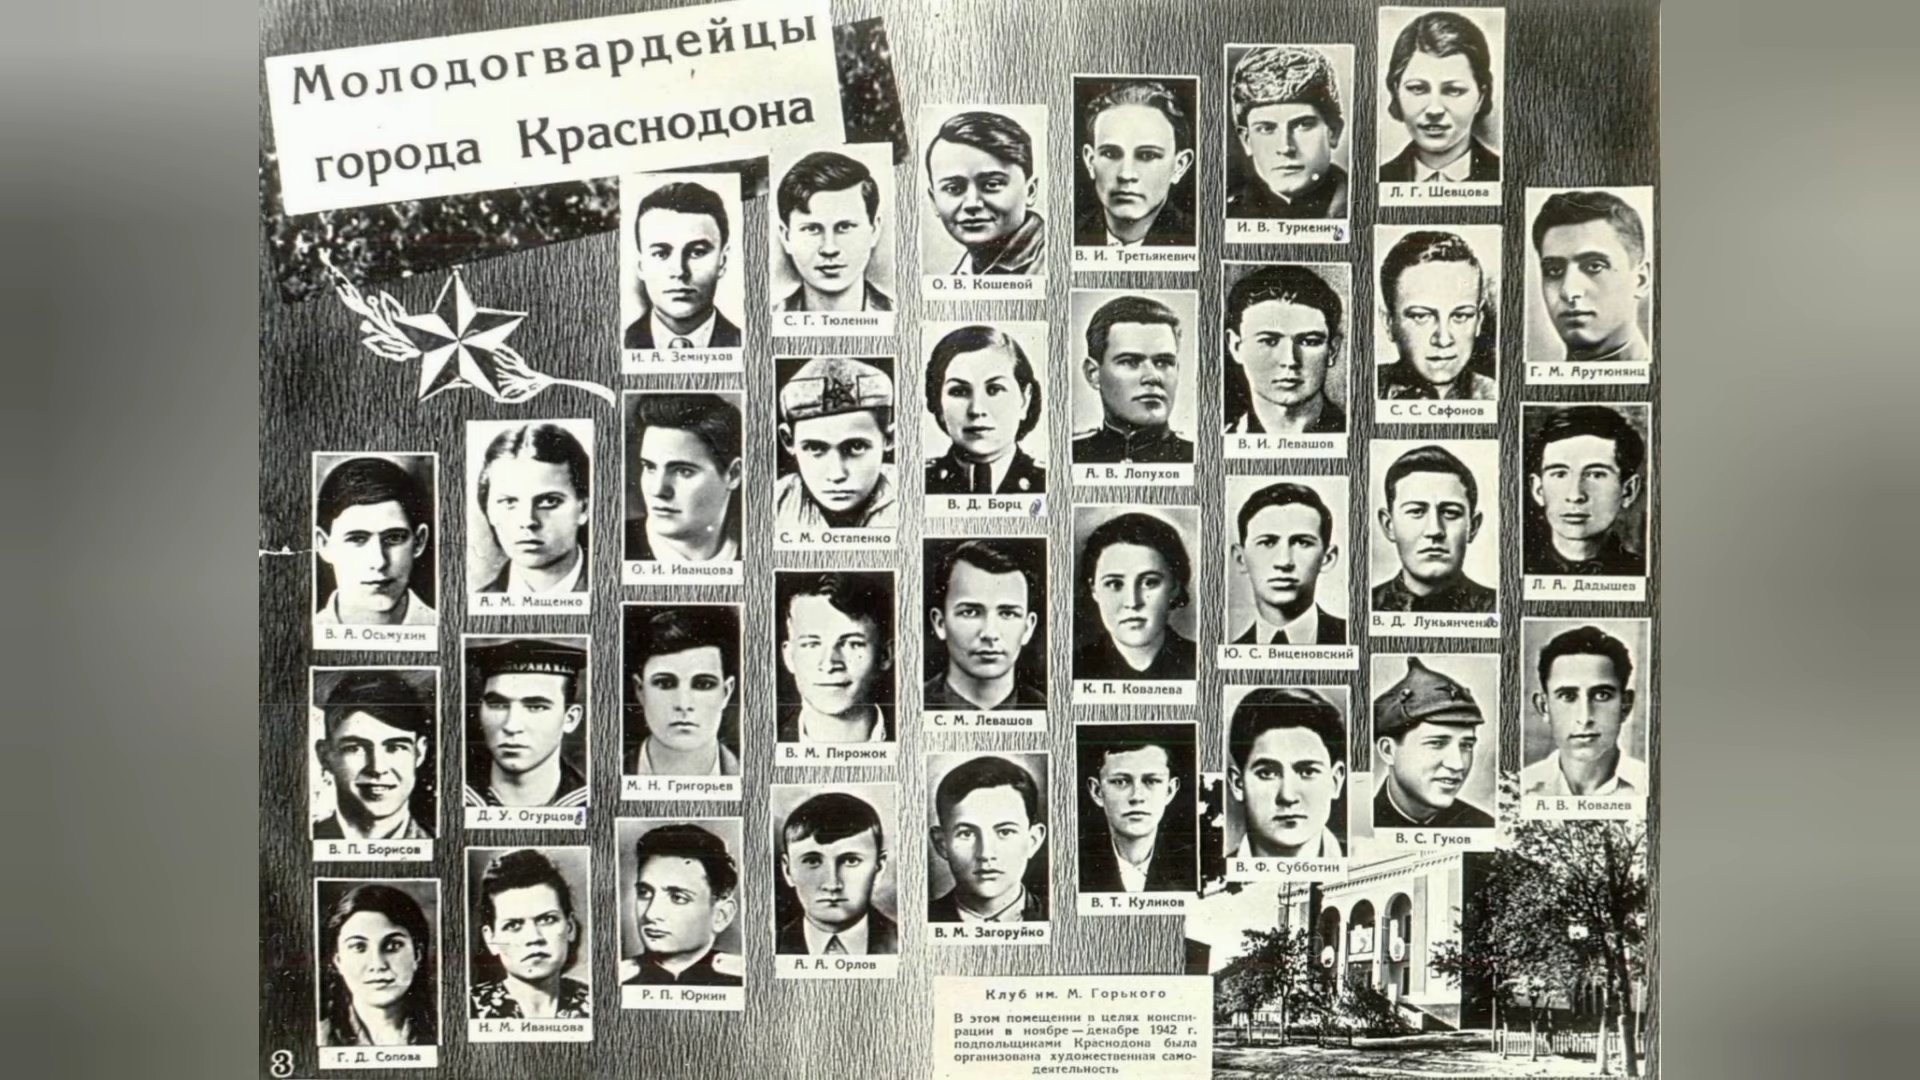 Молодогвардейцы
города Краснодона
И. А. Земнухов
С. Г. Тюленин
О. В. Кошевой
В. И. Третьякевич
И. В. Туркенич
Л. Г. Шевцова
В. А. Осьмухин
А. М. Мащенко
О. И. Иванцова
С. М. Остапенко
В. Д. Борц
А. В. Лопухов
В. И. Левашов
С. С. Сафонов
Г. М. Арутюнянц
В. П. Борисов
АРАНАВ
Д. У. Огурцов
М. Н. Григорьев
В. М. Пирожок
С. М. Левашов
К. П. Ковалева
Ю. С. Виценовский
В. Д. Лукьянченко
Л. А. Дадышев
Г. Д. Сопова
Н. М. Иванцова
Р. П. Юркин
А. А. Орлов
В. М. Загоруйко
В. Т. Куликов
В. Ф. Субботин
В. С. Гуков
А. В. Ковалев
Клуб им. М. Горького
В этом помещении в целях конспи-
рации в ноябре — декабре 1942 г.
подпольщиками Краснодона была
организована художественная само-
деятельность
3